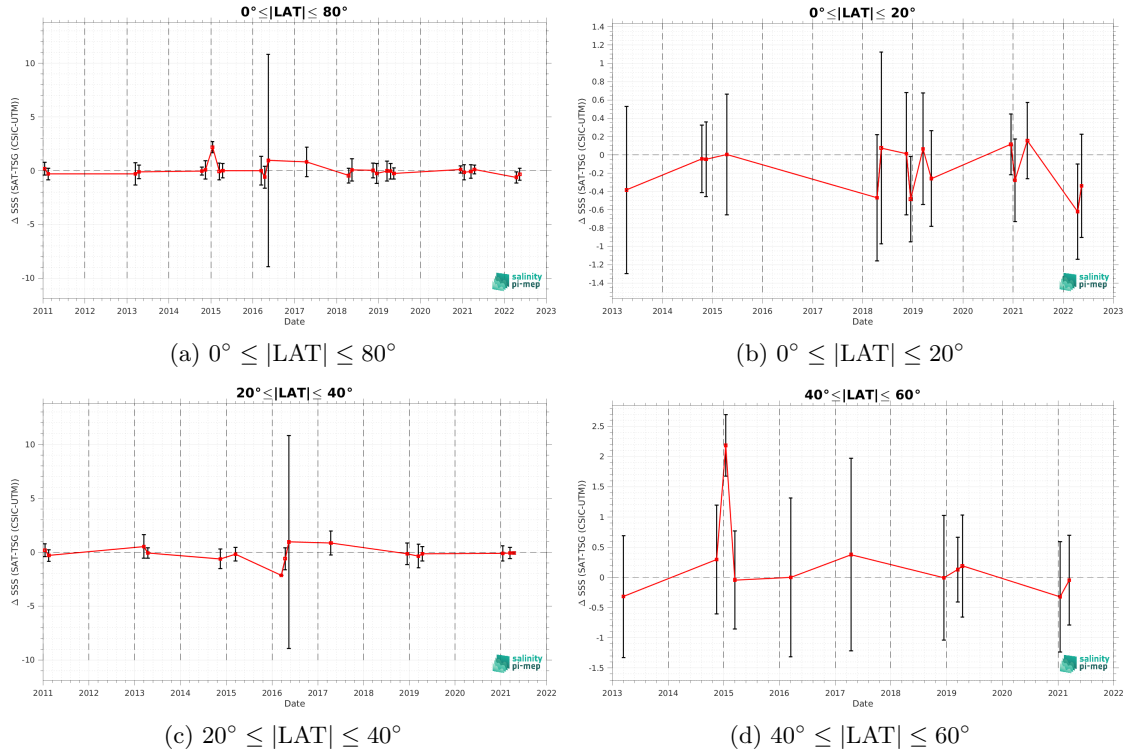 0°≤|LAT|≤ 80°
Δ SSS (SAT-TSG (CSIC-UTM))
10
5
0
-5
-10
2011 2012 2013 2014 2015 2016 2017 2018 2019 2020 2021 2022 2023
Date
salinity
pi-mep
(a) 0° ≤ |LAT| ≤ 80°
0°≤|LAT|≤ 20°
Δ SSS (SAT-TSG (CSIC-UTM))
1.4
1.2
1
0.8
0.6
0.4
0.2
0
-0.2
-0.4
-0.6
-0.8
-1
-1.2
-1.4
2013 2014 2015 2016 2017 2018 2019 2020 2021 2022 2023
Date
salinity
pi-mep
(b) 0° ≤ |LAT| ≤ 20°
20°≤|LAT|≤ 40°
Δ SSS (SAT-TSG (CSIC-UTM))
10
5
0
-5
-10
2011 2012 2013 2014 2015 2016 2017 2018 2019 2020 2021 2022
Date
salinity
pi-mep
(c) 20° ≤ |LAT| ≤ 40°
40°≤|LAT|≤ 60°
Δ SSS (SAT-TSG (CSIC-UTM))
2.5
2
1.5
1
0.5
0
-0.5
-1
-1.5
2013 2014 2015 2016 2017 2018 2019 2020 2021 2022
Date
salinity
pi-mep
(d) 40° ≤ |LAT| ≤ 60°